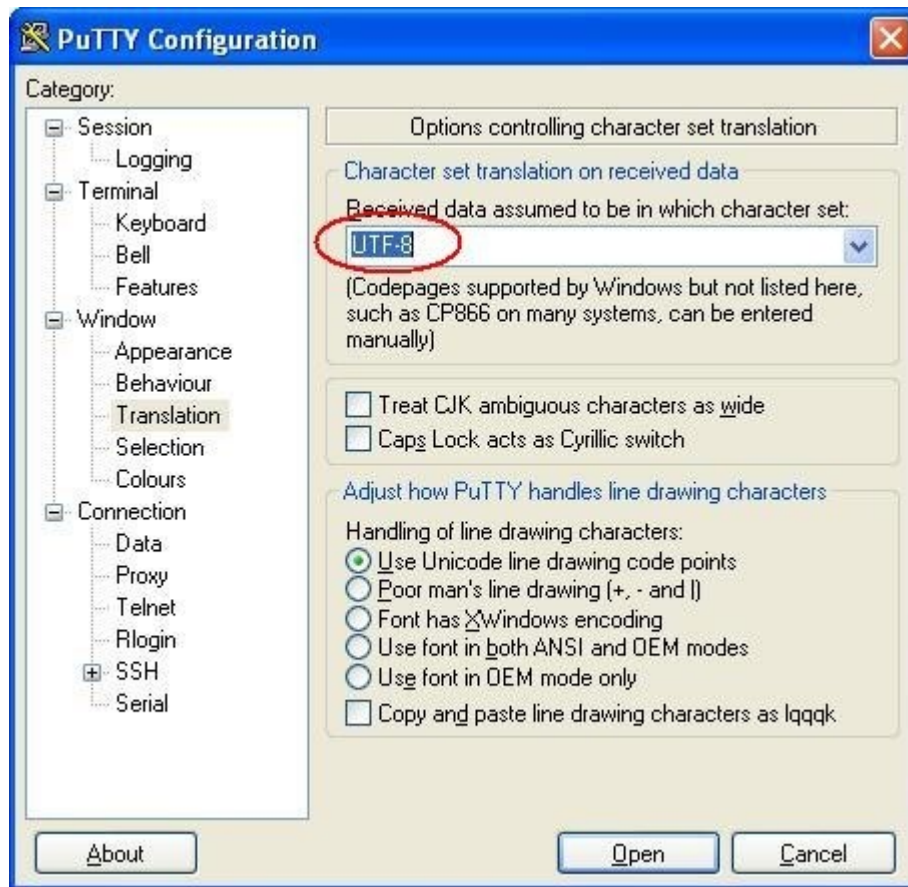 PuTTY Configuration
Category:
Session
Logging
Terminal
Keyboard
Bell
Features
Window
Appearance
Behaviour
Translation
Selection
Colours
Connection
Data
Proxy
Telnet
Rlogin
SSH
Serial
Options controlling character set translation
Character set translation on received data
Received data assumed to be in which character set:
UTF-8
(Codepages supported by Windows but not listed here,
such as CP866 on many systems, can be entered
manually)
Treat CJK ambiguous characters as wide
Caps Lock acts as Cyrillic switch
Adjust how PuTTY handles line drawing characters
Handling of line drawing characters:
Use Unicode line drawing code points
Poor man's line drawing (+, - and |)
Font has XWindows encoding
Use font in both ANSI and OEM modes
Use font in OEM mode only
Copy and paste line drawing characters as lqqqk
About
Open
Cancel